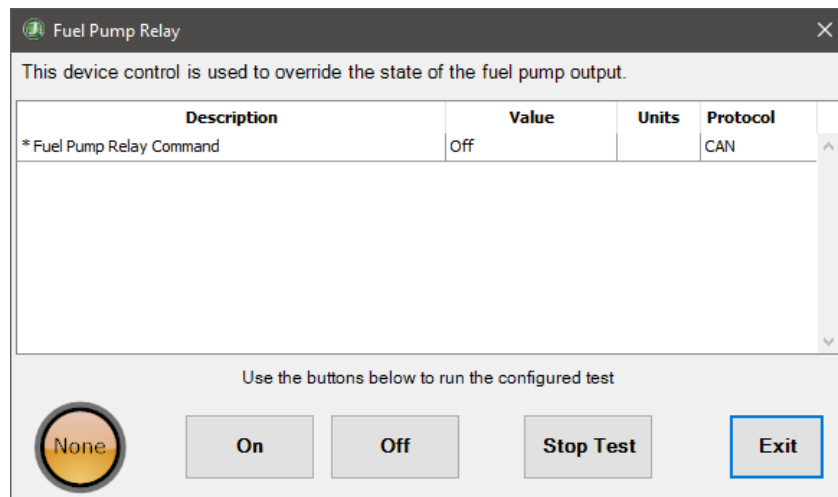 Fuel Pump Relay
This device control is used to override the state of the fuel pump output.
Description Value Units Protocol
* Fuel Pump Relay Command Off CAN
Use the buttons below to run the configured test
None On Off Stop Test Exit